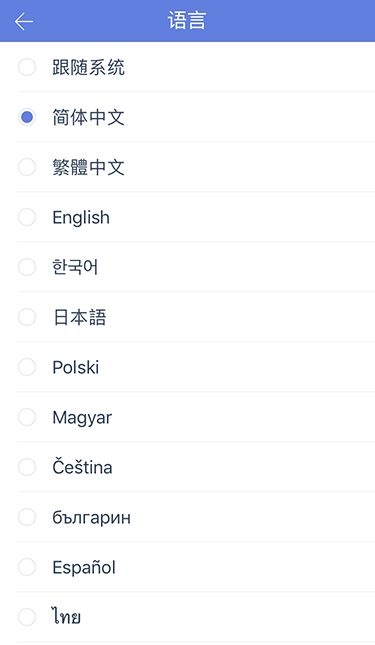 语言
跟随系统
简体中文
繁體中文
English
한국어
日本語
Polski
Magyar
Čeština
българин
Español
ไทย